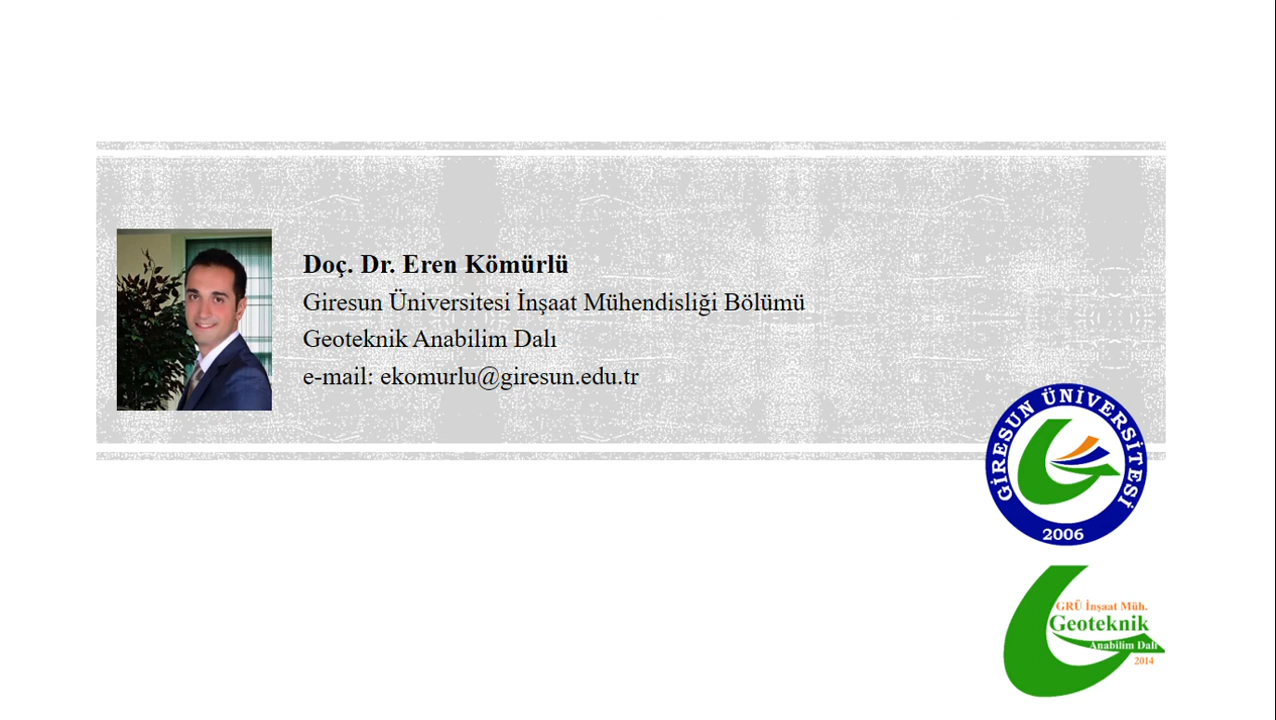 Doç. Dr. Eren Kömürlü
Giresun Üniversitesi İnşaat Mühendisliği Bölümü
Geoteknik Anabilim Dalı
e-mail: ekomurlu@giresun.edu.tr
GİRESUN ÜNİVERSİTESİ
2006
GRÜ İnşaat Müh.
Geoteknik
Anabilim Dalı
2014